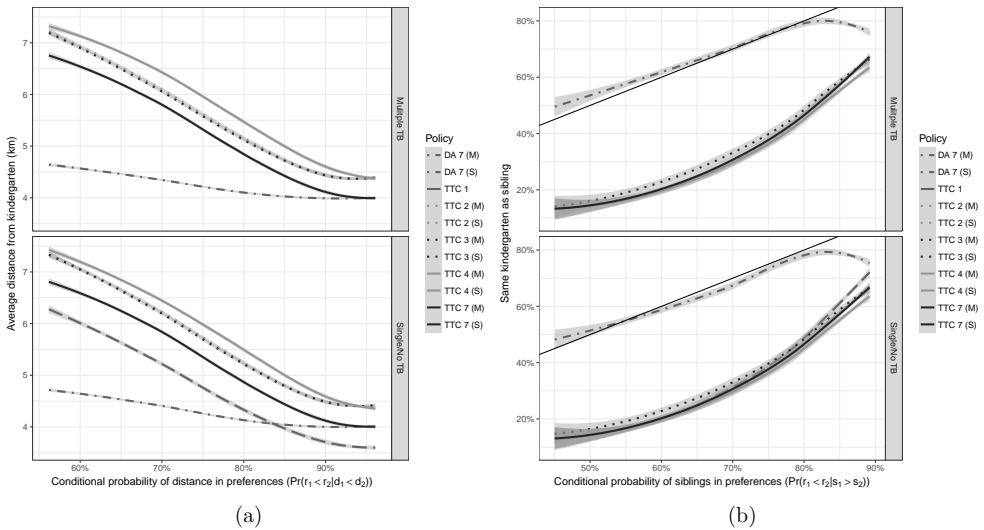 Average distance from kindergarten (km)
7
6
5
4
Multiple TB
7
6
5
4
Single/No TB
60%
70%
80%
90%
Conditional probability of distance in preferences (Pr(r₁ < r₂|d₁ < d₂))
Policy
DA 7 (M)
DA 7 (S)
TTC 1
TTC 2 (M)
TTC 2 (S)
TTC 3 (M)
TTC 3 (S)
TTC 4 (M)
TTC 4 (S)
TTC 7 (M)
TTC 7 (S)
(a)
Same kindergarten as sibling
80%
60%
40%
20%
Multiple TB
80%
60%
40%
20%
Single/No TB
50%
60%
70%
80%
90%
Conditional probability of siblings in preferences (Pr(r₁ < r₂|s₁ > s₂))
Policy
DA 7 (M)
DA 7 (S)
TTC 1
TTC 2 (M)
TTC 2 (S)
TTC 3 (M)
TTC 3 (S)
TTC 4 (M)
TTC 4 (S)
TTC 7 (M)
TTC 7 (S)
(b)